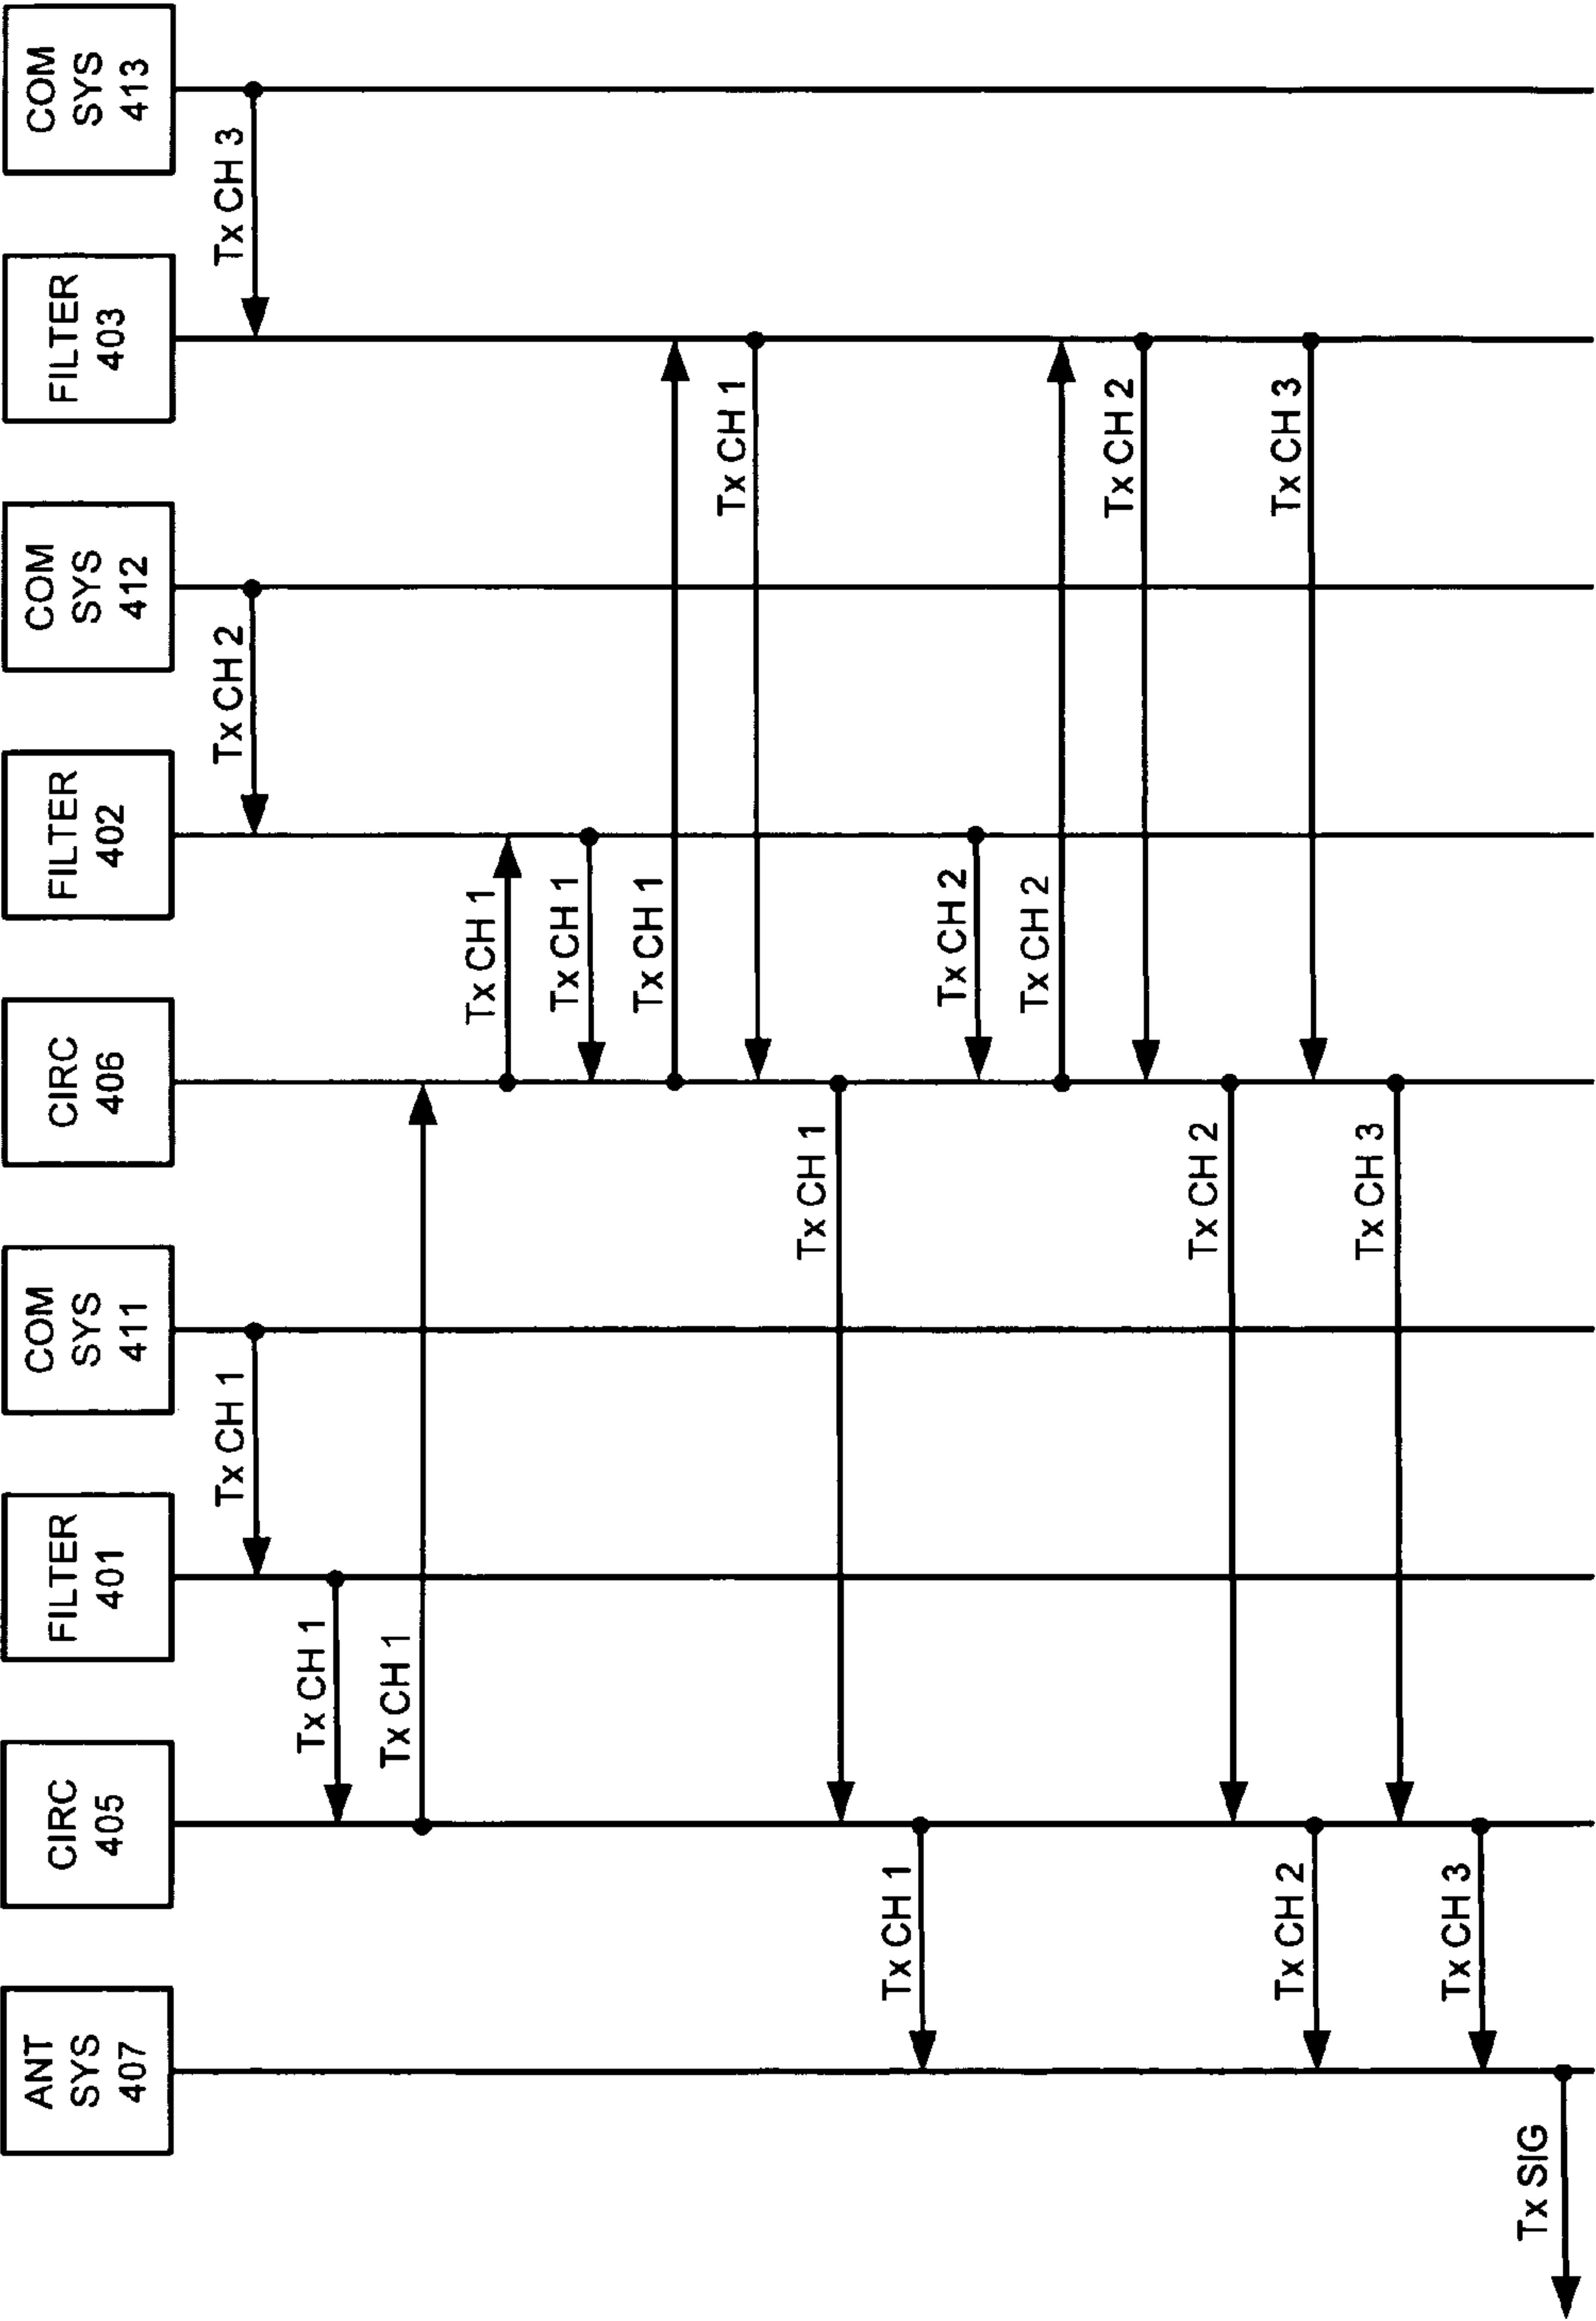 ANT
SYS
407
CIRC
405
FILTER
401
COM
SYS
411
CIRC
406
FILTER
402
COM
SYS
412
FILTER
403
COM
SYS
413
Tx CH 1
Tx CH 2
Tx CH 3
Tx CH 1
Tx CH 1
Tx CH 1
Tx CH 1
Tx CH 1
Tx CH 1
Tx CH 1
Tx CH 1
Tx CH 2
Tx CH 2
Tx CH 2
Tx CH 2
Tx CH 2
Tx CH 3
Tx CH 3
Tx CH 3
Tx SIG